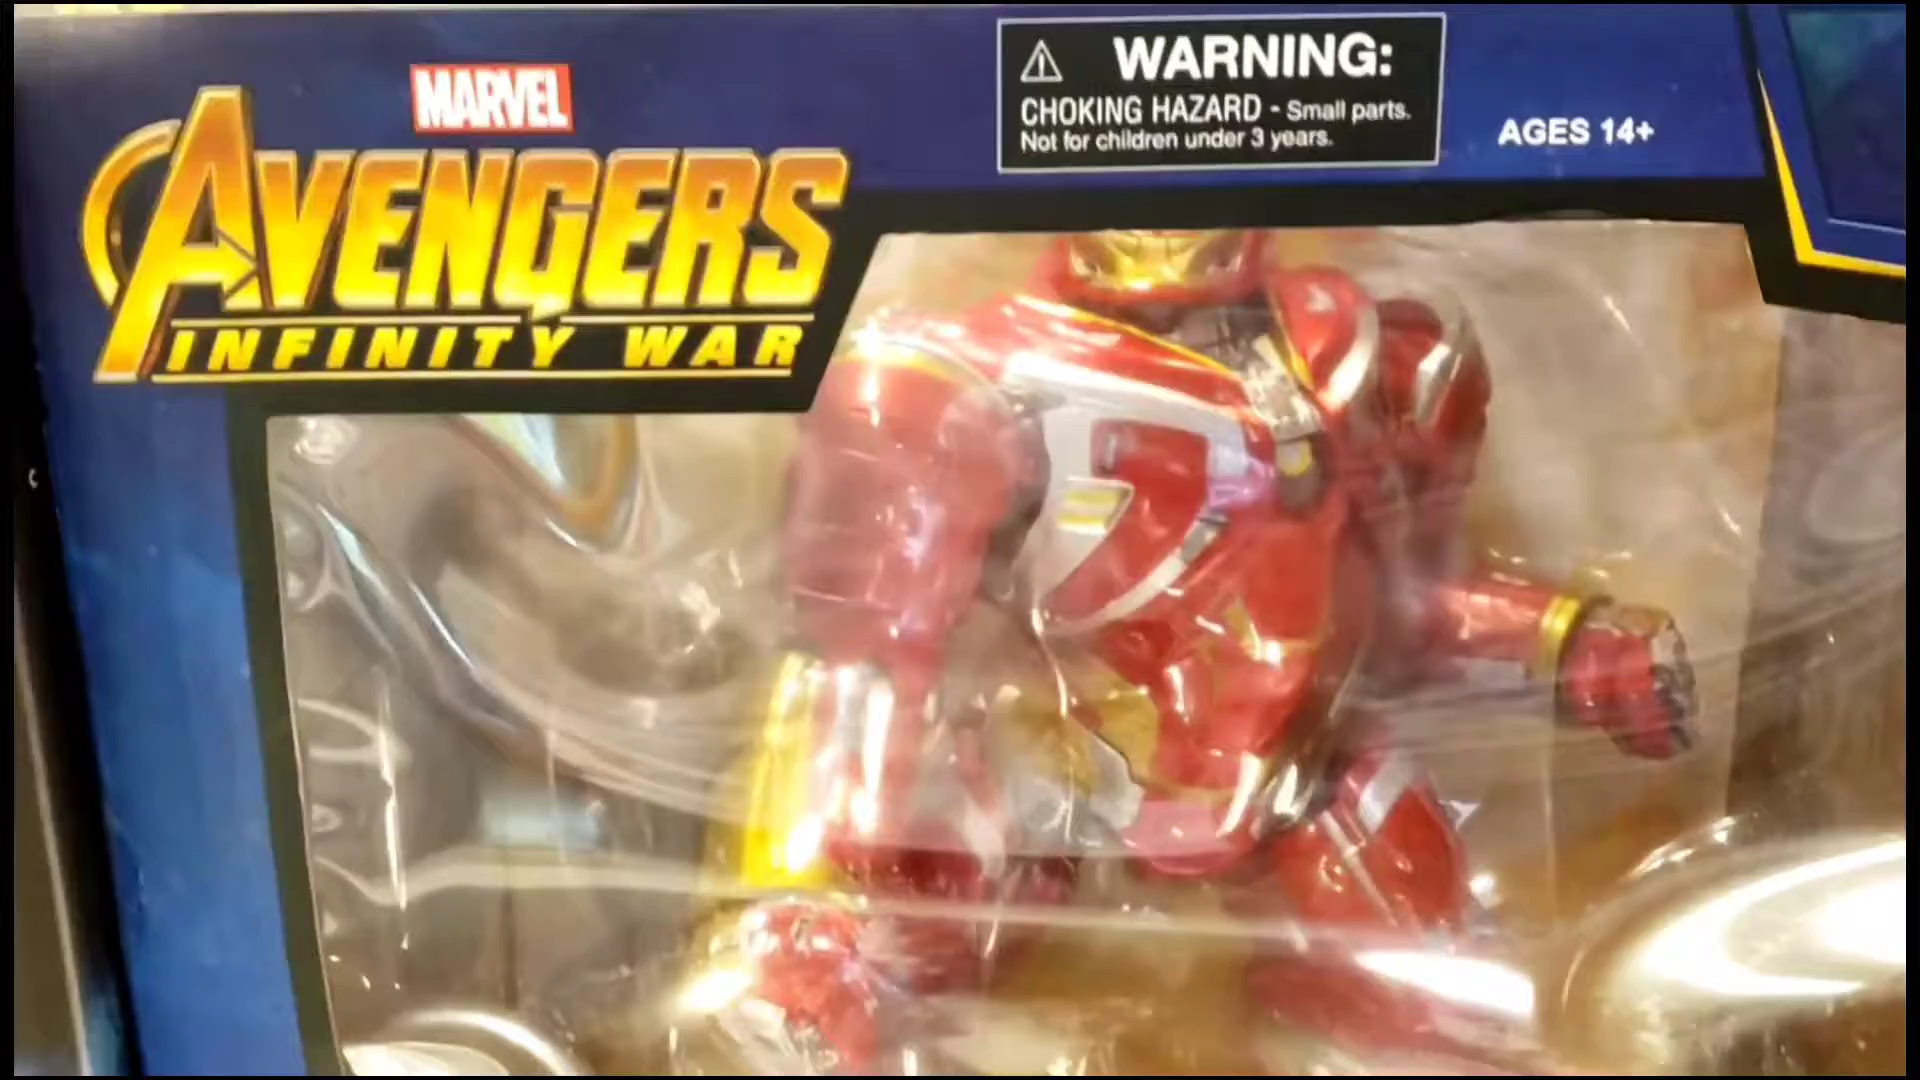 MARVEL
AVENGERS
INFINITY WAR
WARNING:
CHOKING HAZARD - Small parts.
Not for children under 3 years.
AGES 14+